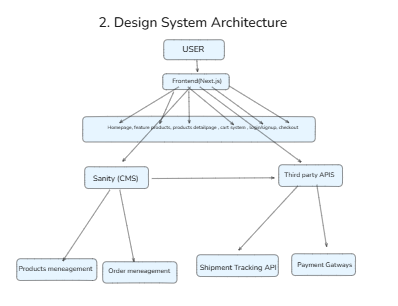 2. Design System Architecture
USER
Frontend(Next.js)
Homepage, feature products, products detailpage , cart system , login/signup, checkout
Sanity (CMS)
Third party APIS
Products meneagement
Order meneagement
Shipment Tracking API
Payment Gatways